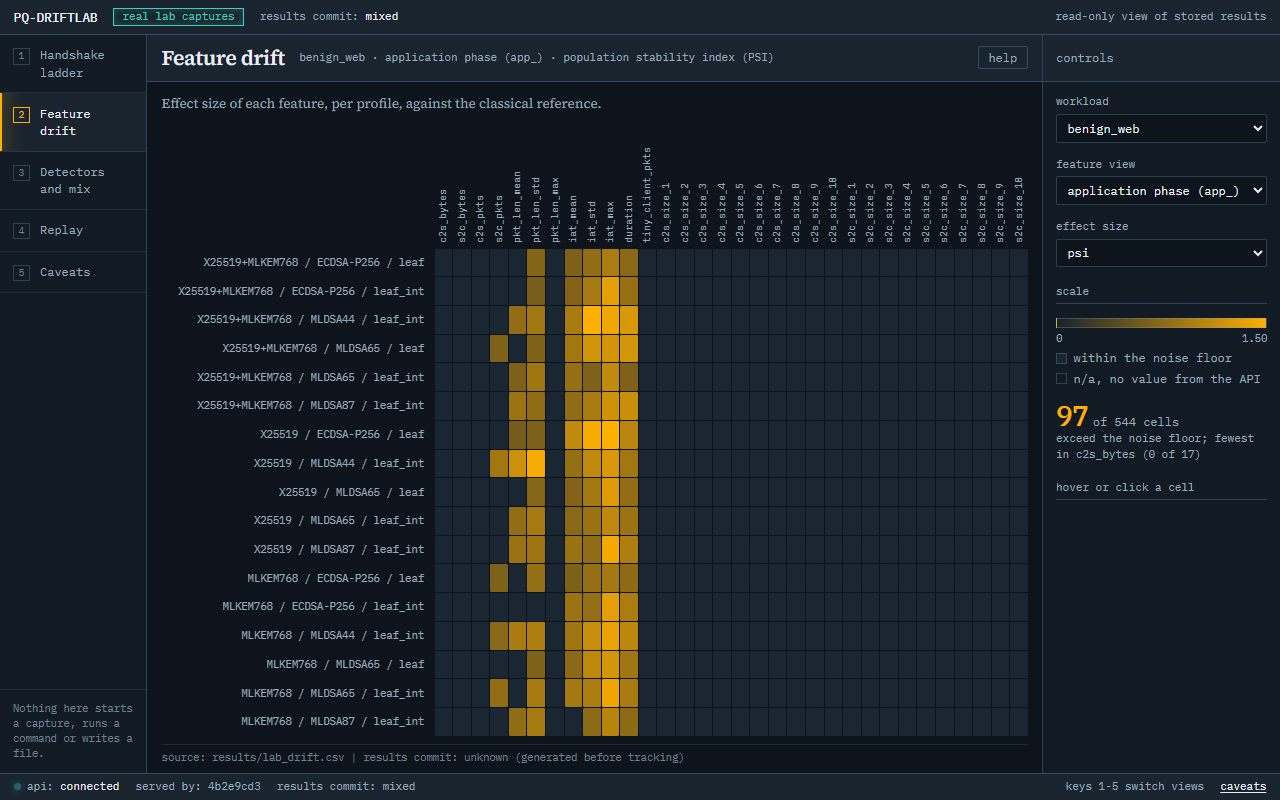 PQ-DRIFTLAB
real lab captures
results commit: mixed
read-only view of stored results
1 Handshake
ladder
2 Feature
drift
3 Detectors
and mix
4 Replay
5 Caveats
Nothing here starts
a capture, runs a
command or writes a
file.
Feature drift
benign_web · application phase (app_) · population stability index (PSI)
help
Effect size of each feature, per profile, against the classical reference.
c2s_bytes
s2c_bytes
c2s_pkts
s2c_pkts
pkt_len_mean
pkt_len_std
pkt_len_max
iat_mean
iat_std
iat_max
duration
tiny_client_pkts
c2s_size_1
c2s_size_2
c2s_size_3
c2s_size_4
c2s_size_5
c2s_size_6
c2s_size_7
c2s_size_8
c2s_size_9
c2s_size_10
s2c_size_1
s2c_size_2
s2c_size_3
s2c_size_4
s2c_size_5
s2c_size_6
s2c_size_7
s2c_size_8
s2c_size_9
s2c_size_10
X25519+MLKEM768 / ECDSA-P256 / leaf
X25519+MLKEM768 / ECDSA-P256 / leaf_int
X25519+MLKEM768 / MLDSA44 / leaf_int
X25519+MLKEM768 / MLDSA65 / leaf
X25519+MLKEM768 / MLDSA65 / leaf_int
X25519+MLKEM768 / MLDSA87 / leaf_int
X25519 / ECDSA-P256 / leaf_int
X25519 / MLDSA44 / leaf_int
X25519 / MLDSA65 / leaf
X25519 / MLDSA65 / leaf_int
X25519 / MLDSA87 / leaf_int
MLKEM768 / ECDSA-P256 / leaf
MLKEM768 / ECDSA-P256 / leaf_int
MLKEM768 / MLDSA44 / leaf_int
MLKEM768 / MLDSA65 / leaf
MLKEM768 / MLDSA65 / leaf_int
MLKEM768 / MLDSA87 / leaf_int
source: results/lab_drift.csv | results commit: unknown (generated before tracking)
controls
workload
benign_web
feature view
application phase (app_)
effect size
psi
scale
0 1.50
within the noise floor
n/a, no value from the API
97 of 544 cells
exceed the noise floor; fewest
in c2s_bytes (0 of 17)
hover or click a cell
api: connected
served by: 4b2e9cd3
results commit: mixed
keys 1-5 switch views
caveats